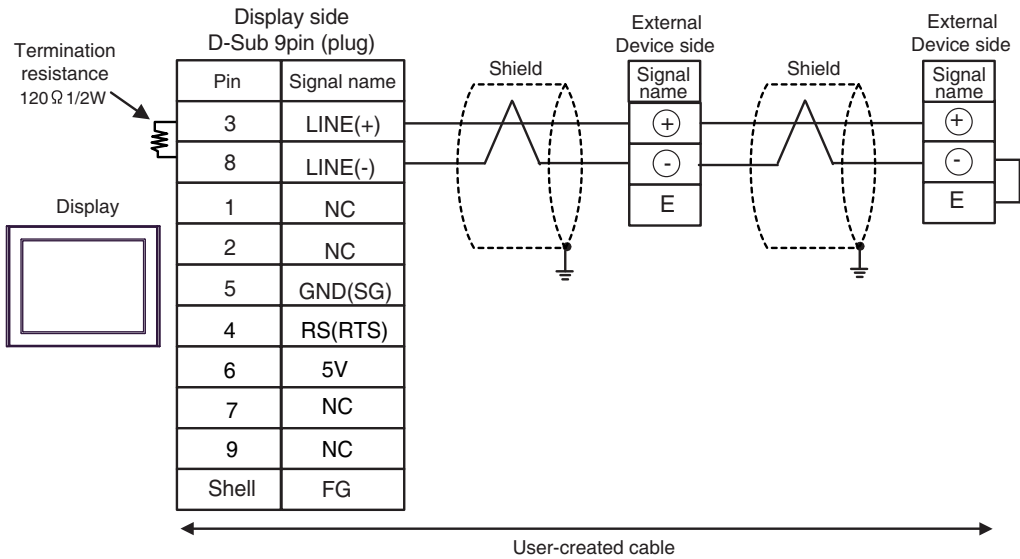 Display side
D-Sub 9pin (plug)
Termination
resistance
120Ω 1/2W
Display
Pin Signal name
3 LINE(+)
8 LINE(-)
1 NC
2 NC
5 GND(SG)
4 RS(RTS)
6 5V
7 NC
9 NC
Shell FG
Shield
External
Device side
Signal
name
+
-
E
Shield
External
Device side
Signal
name
+
-
E
User-created cable